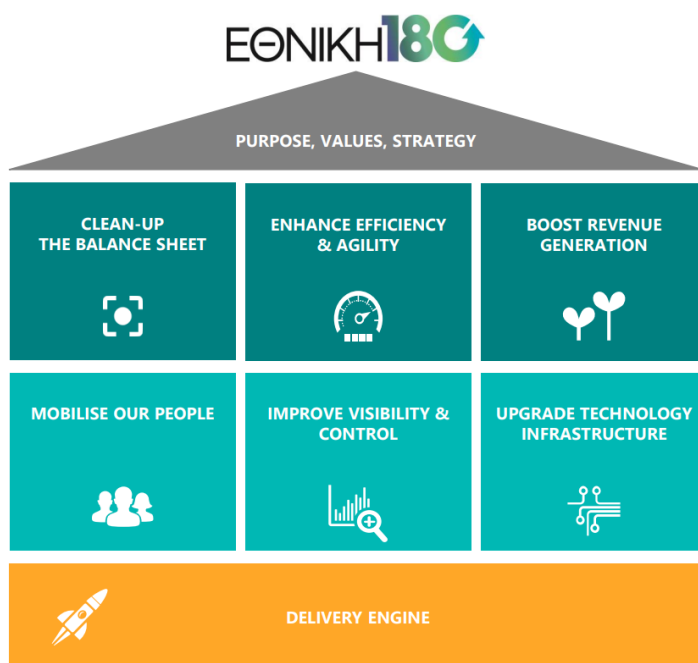 ΕΘΝΙΚΗ180
PURPOSE, VALUES, STRATEGY
CLEAN-UP
THE BALANCE SHEET
ENHANCE EFFICIENCY
& AGILITY
BOOST REVENUE
GENERATION
MOBILISE OUR PEOPLE
IMPROVE VISIBILITY &
CONTROL
UPGRADE TECHNOLOGY
INFRASTRUCTURE
DELIVERY ENGINE